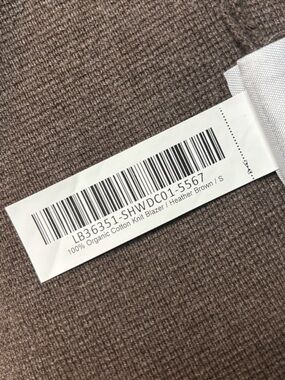 LB36351-SHWDC01-5567
100% Organic Cotton Knit Blazer / Heather Brown / S